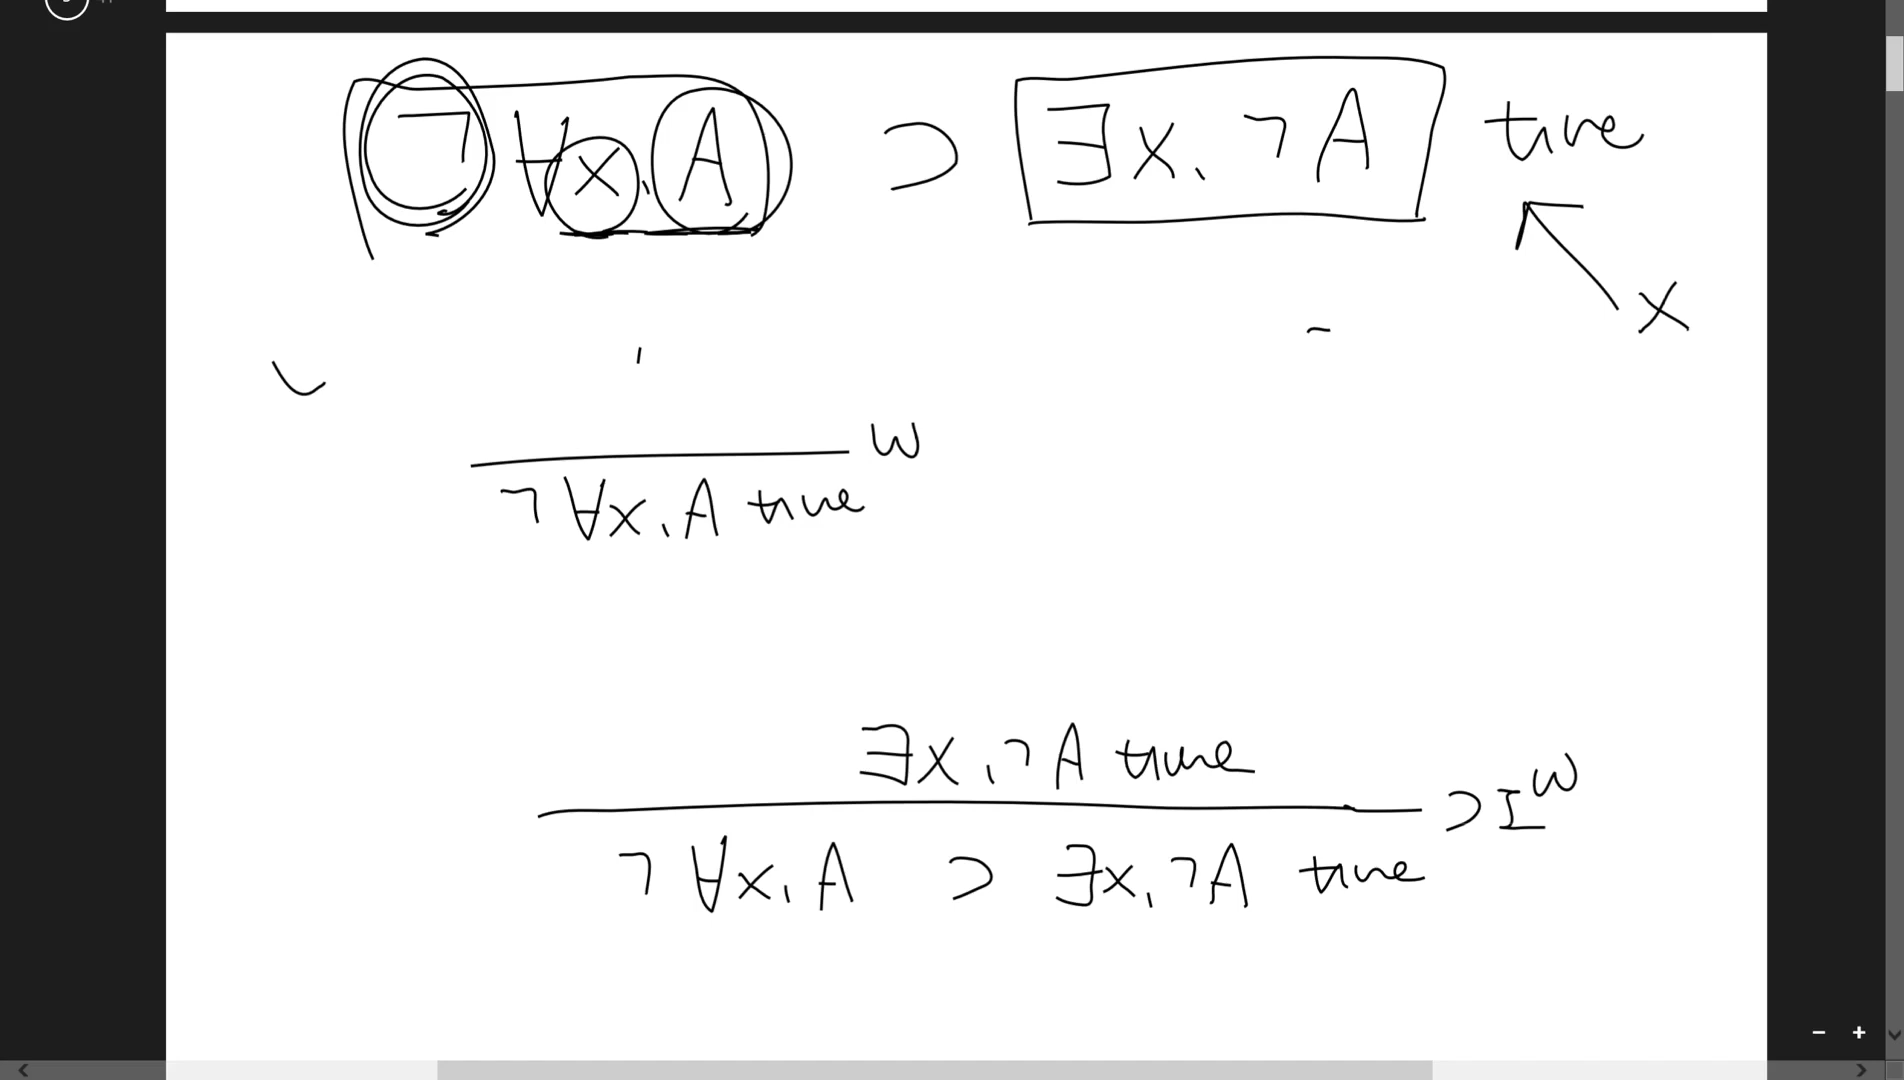 ¬∀x.A ⊃ ∃x.¬A true
x
w
¬∀x.A true
∃x.¬A true
⊃I^w
¬∀x.A ⊃ ∃x.¬A true